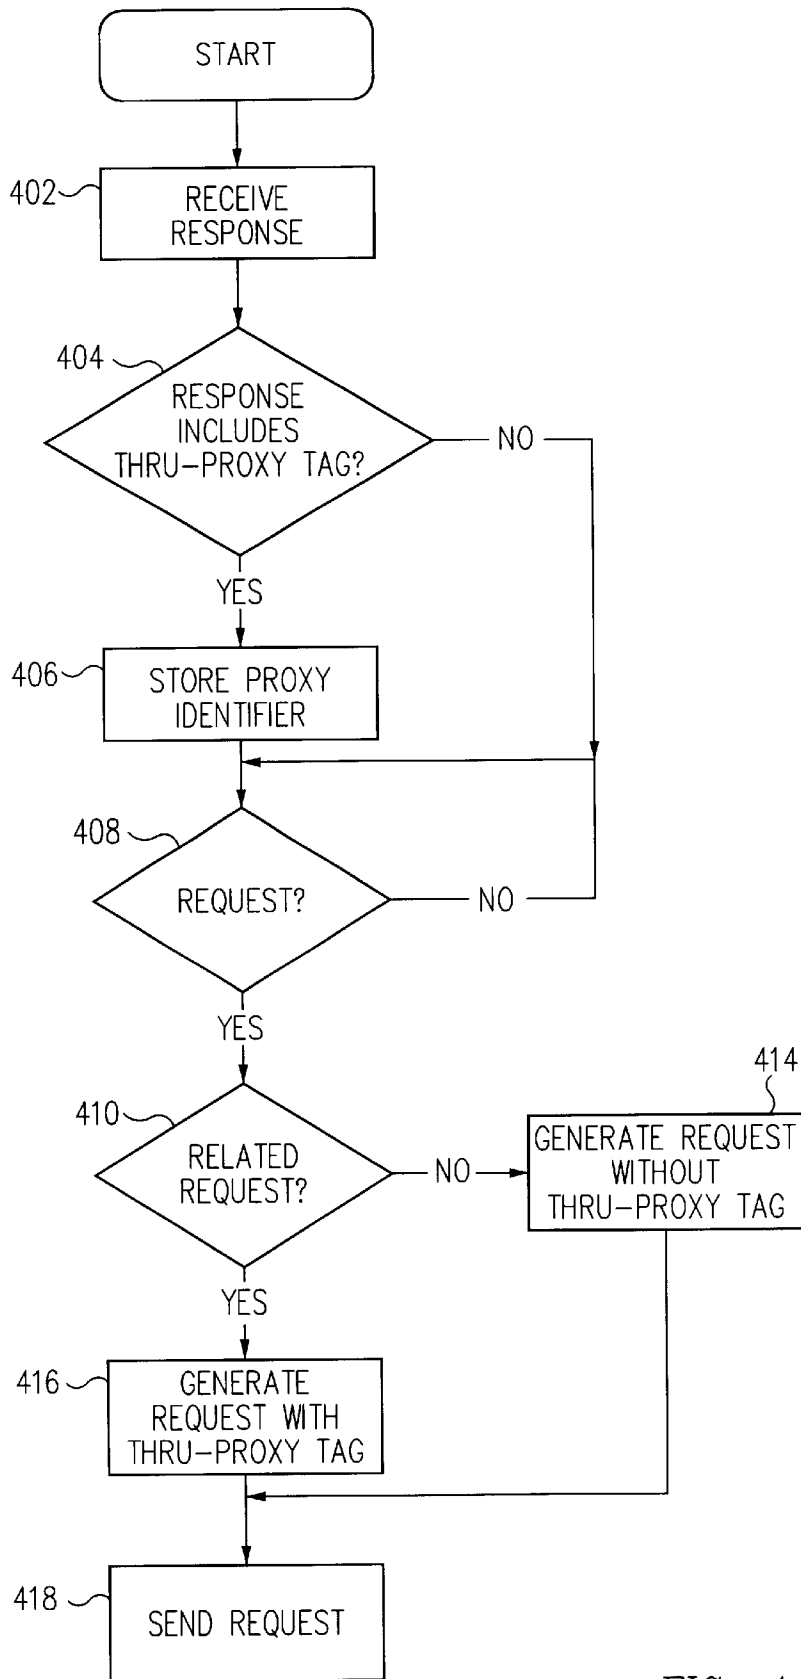 START
402
RECEIVE
RESPONSE
404
RESPONSE
INCLUDES
THRU-PROXY TAG?
NO
YES
406
STORE PROXY
IDENTIFIER
408
REQUEST?
NO
YES
410
RELATED
REQUEST?
NO
414
GENERATE REQUEST
WITHOUT
THRU-PROXY TAG
YES
416
GENERATE
REQUEST WITH
THRU-PROXY TAG
418
SEND REQUEST